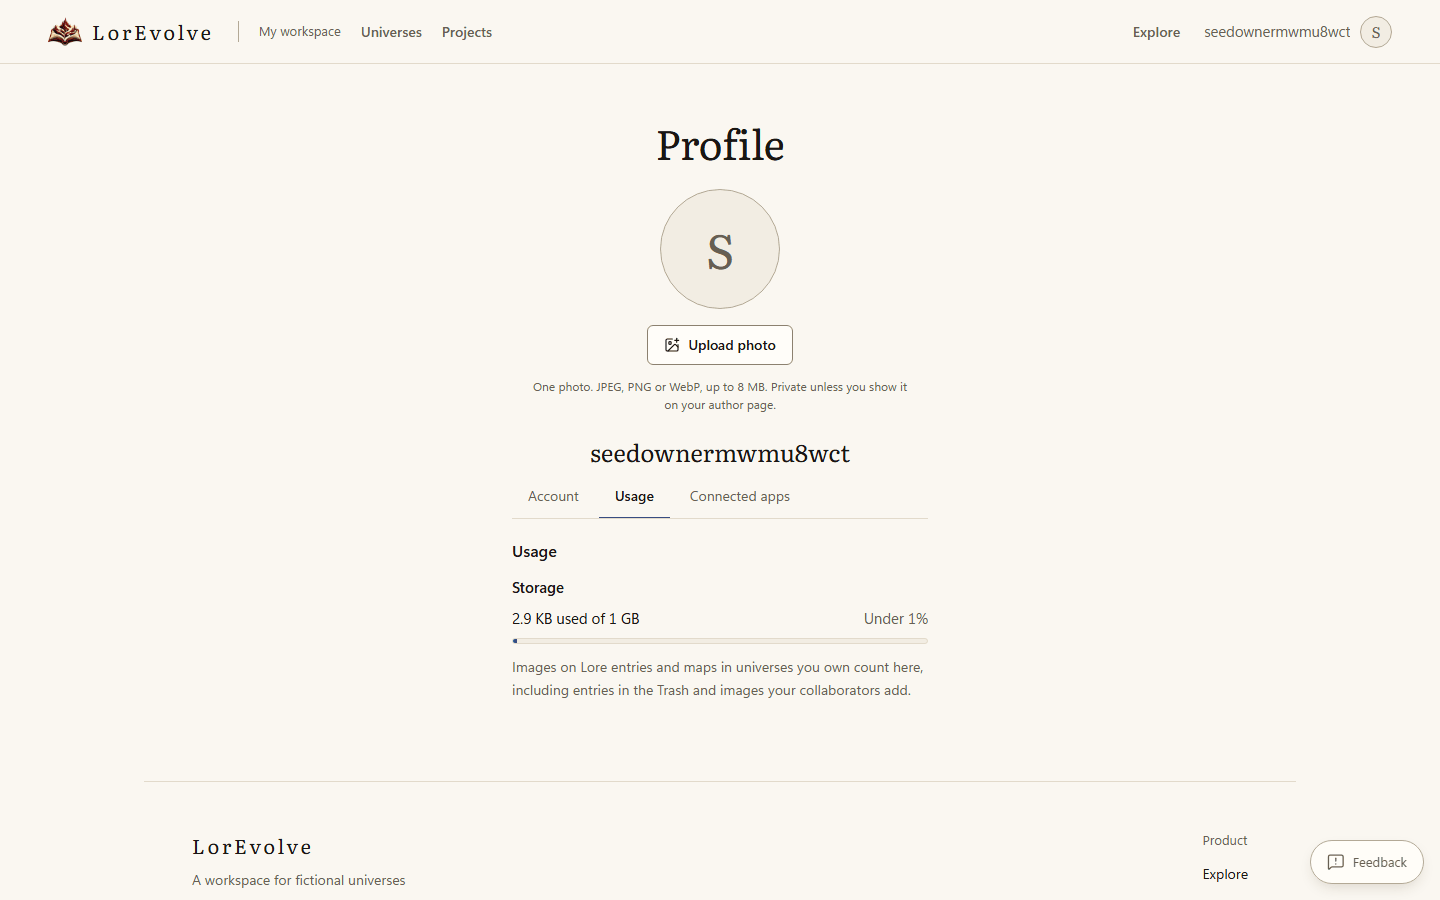 LorEvolve
My workspace
Universes
Projects
Explore
seedownermwmu8wct
S
Profile
S
Upload photo
One photo. JPEG, PNG or WebP, up to 8 MB. Private unless you show it
on your author page.
seedownermwmu8wct
Account
Usage
Connected apps
Usage
Storage
2.9 KB used of 1 GB
Under 1%
Images on Lore entries and maps in universes you own count here,
including entries in the Trash and images your collaborators add.
LorEvolve
A workspace for fictional universes
Product
Explore
Feedback